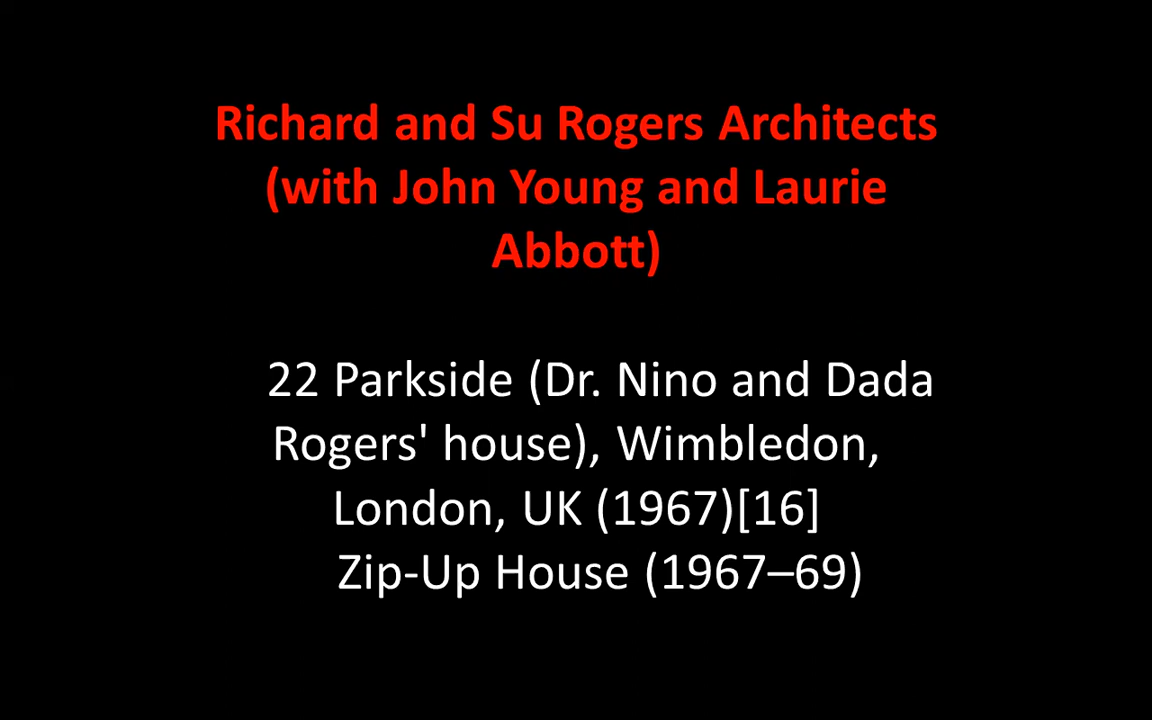 Richard and Su Rogers Architects
(with John Young and Laurie
Abbott)
22 Parkside (Dr. Nino and Dada
Rogers' house), Wimbledon,
London, UK (1967)[16]
Zip-Up House (1967–69)